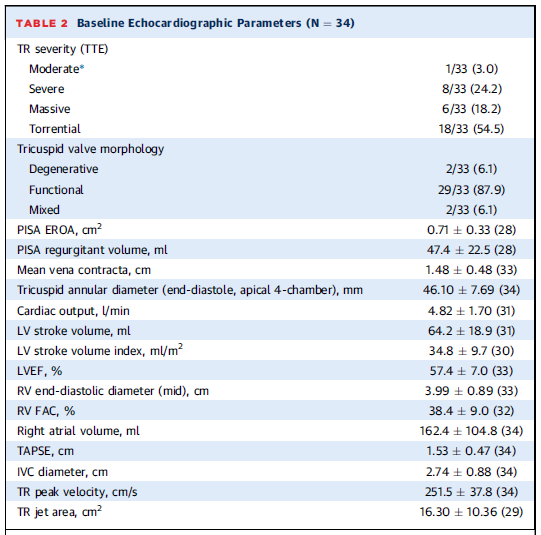 TABLE 2 Baseline Echocardiographic Parameters (N = 34)
TR severity (TTE)
Moderate* 1/33 (3.0)
Severe 8/33 (24.2)
Massive 6/33 (18.2)
Torrential 18/33 (54.5)
Tricuspid valve morphology
Degenerative 2/33 (6.1)
Functional 29/33 (87.9)
Mixed 2/33 (6.1)
PISA EROA, cm² 0.71 ± 0.33 (28)
PISA regurgitant volume, ml 47.4 ± 22.5 (28)
Mean vena contracta, cm 1.48 ± 0.48 (33)
Tricuspid annular diameter (end-diastole, apical 4-chamber), mm 46.10 ± 7.69 (34)
Cardiac output, l/min 4.82 ± 1.70 (31)
LV stroke volume, ml 64.2 ± 18.9 (31)
LV stroke volume index, ml/m² 34.8 ± 9.7 (30)
LVEF, % 57.4 ± 7.0 (33)
RV end-diastolic diameter (mid), cm 3.99 ± 0.89 (33)
RV FAC, % 38.4 ± 9.0 (32)
Right atrial volume, ml 162.4 ± 104.8 (34)
TAPSE, cm 1.53 ± 0.47 (34)
IVC diameter, cm 2.74 ± 0.88 (34)
TR peak velocity, cm/s 251.5 ± 37.8 (34)
TR jet area, cm² 16.30 ± 10.36 (29)